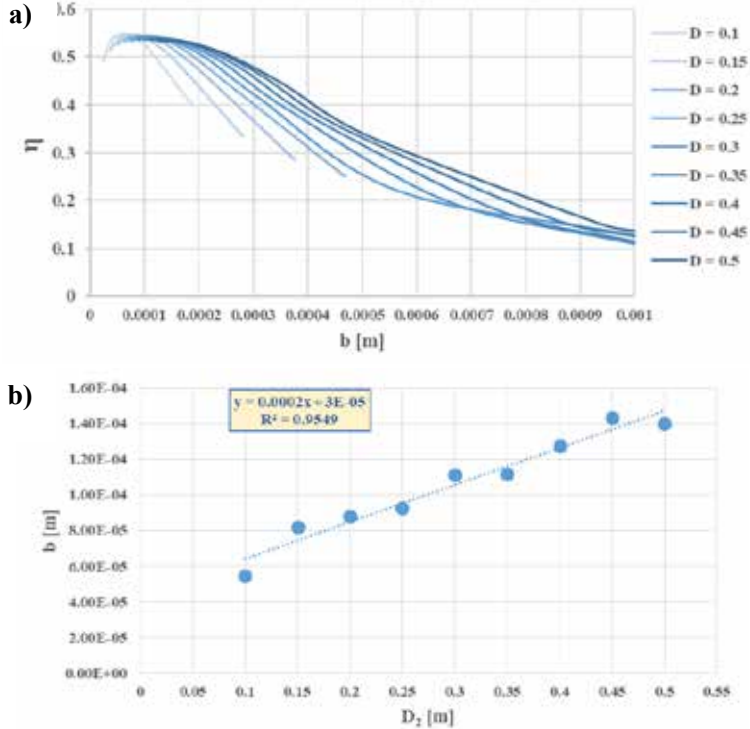 a)
0.6
0.5
0.4
0.3
0.2
0.1
0
η
0 0.0001 0.0002 0.0003 0.0004 0.0005 0.0006 0.0007 0.0008 0.0009 0.001
b [m]
D = 0.1
D = 0.15
D = 0.2
D = 0.25
D = 0.3
D = 0.35
D = 0.4
D = 0.45
D = 0.5
b)
1.60E-04
1.40E-04
1.20E-04
1.00E-04
8.00E-05
6.00E-05
4.00E-05
2.00E-05
0.00E+00
b [m]
y = 0.0002x + 3E-05
R² = 0.9549
0 0.05 0.1 0.15 0.2 0.25 0.3 0.35 0.4 0.45 0.5 0.55
D₂ [m]